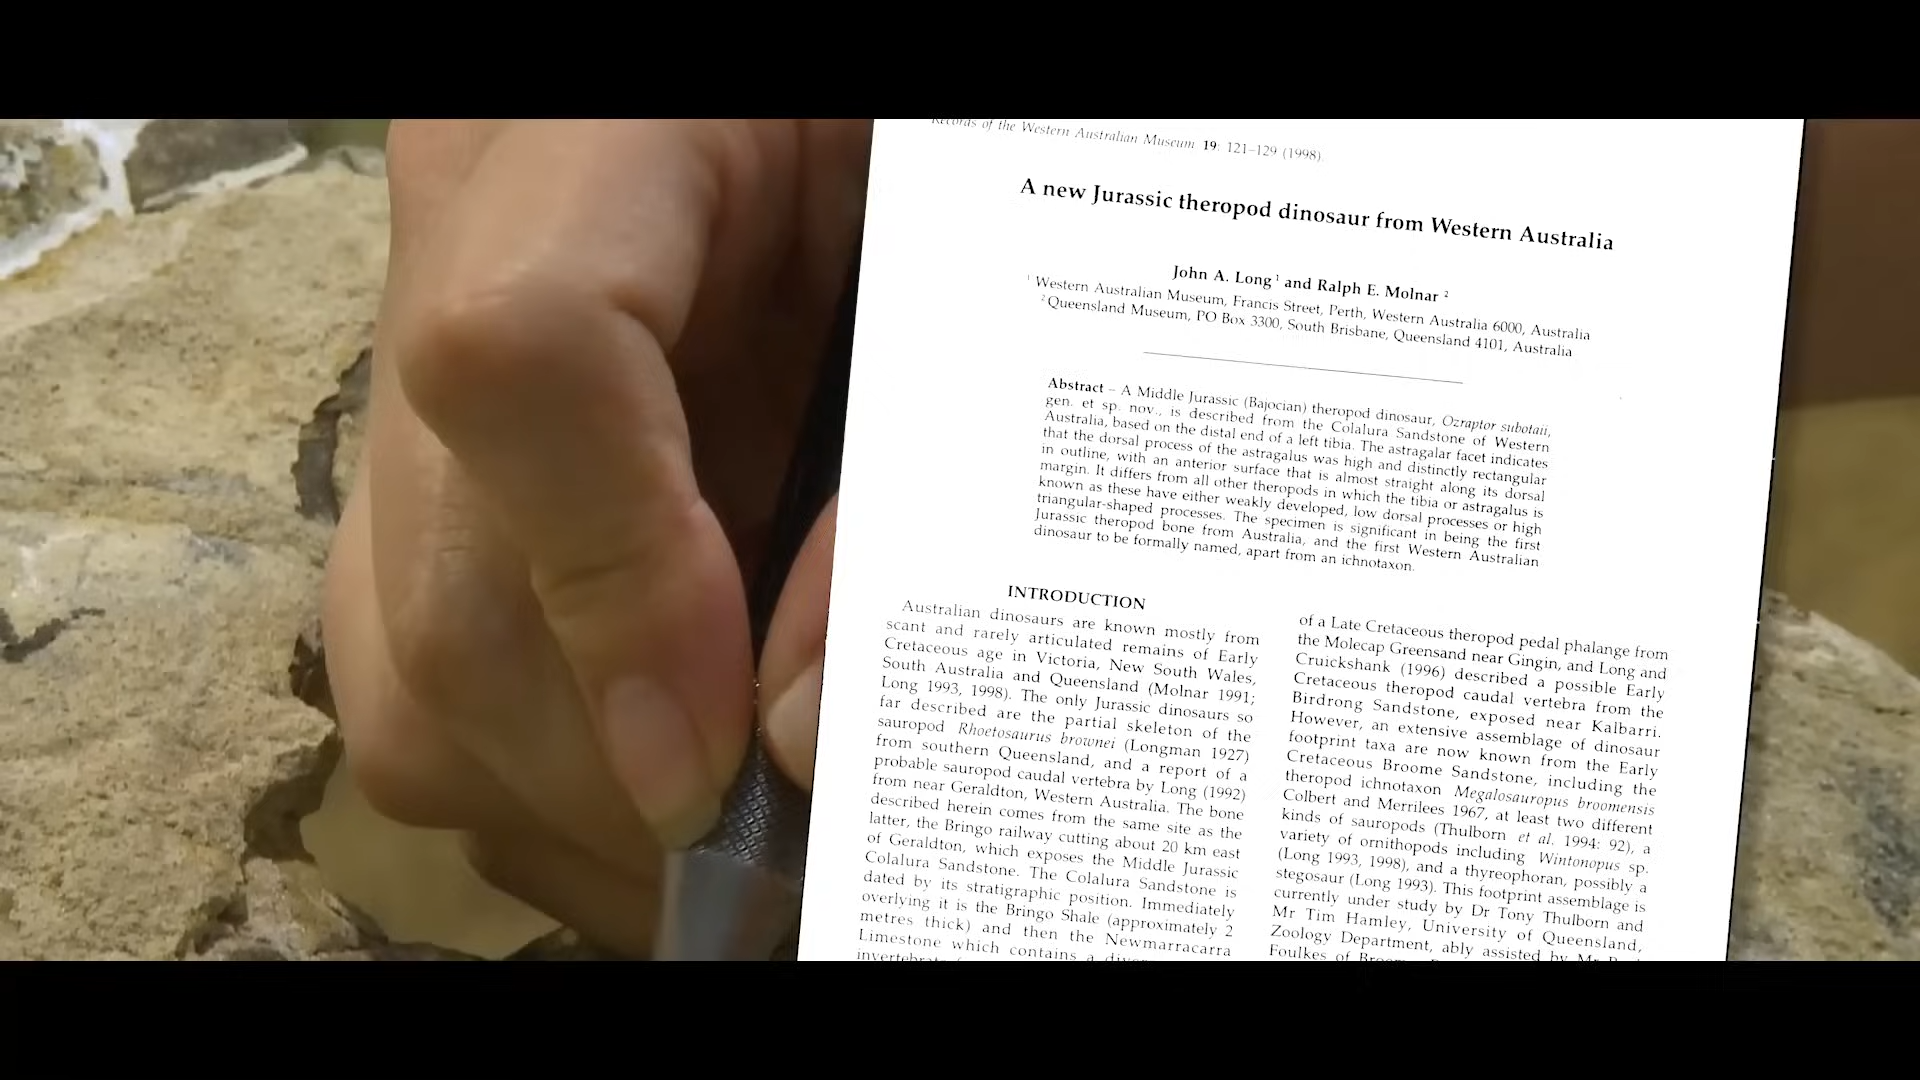 Records of the Western Australian Museum 19: 121–129 (1998).
A new Jurassic theropod dinosaur from Western Australia
John A. Long¹ and Ralph E. Molnar²
¹ Western Australian Museum, Francis Street, Perth, Western Australia 6000, Australia
² Queensland Museum, PO Box 3300, South Brisbane, Queensland 4101, Australia
Abstract – A Middle Jurassic (Bajocian) theropod dinosaur, Ozraptor subotaii,
gen. et sp. nov., is described from the Colalura Sandstone of Western
Australia, based on the distal end of a left tibia. The astragalar facet indicates
that the dorsal process of the astragalus was high and distinctly rectangular
in outline, with an anterior surface that is almost straight along its dorsal
margin. It differs from all other theropods in which the tibia or astragalus is
known as these have either weakly developed, low dorsal processes or high
triangular-shaped processes. The specimen is significant in being the first
Jurassic theropod bone from Australia, and the first Western Australian
dinosaur to be formally named, apart from an ichnotaxon.
INTRODUCTION
Australian dinosaurs are known mostly from
scant and rarely articulated remains of Early
Cretaceous age in Victoria, New South Wales,
South Australia and Queensland (Molnar 1991;
Long 1993, 1998). The only Jurassic dinosaurs so
far described are the partial skeleton of the
sauropod Rhoetosaurus brownei (Longman 1927)
from southern Queensland, and a report of a
probable sauropod caudal vertebra by Long (1992)
from near Geraldton, Western Australia. The bone
described herein comes from the same site as the
latter, the Bringo railway cutting about 20 km east
of Geraldton, which exposes the Middle Jurassic
Colalura Sandstone. The Colalura Sandstone is
dated by its stratigraphic position. Immediately
overlying it is the Bringo Shale (approximately 2
metres thick) and then the Newmarracarra
Limestone which contains a
of a Late Cretaceous theropod pedal phalange from
the Molecap Greensand near Gingin, and Long and
Cruickshank (1996) described a possible Early
Cretaceous theropod caudal vertebra from the
Birdrong Sandstone, exposed near Kalbarri.
However, an extensive assemblage of dinosaur
footprint taxa are now known from the Early
Cretaceous Broome Sandstone, including the
theropod ichnotaxon Megalosauropus broomensis
Colbert and Merrilees 1967, at least two different
kinds of sauropods (Thulborn et al. 1994: 92), a
variety of ornithopods including Wintonopus sp.
(Long 1993, 1998), and a thyreophoran, possibly a
stegosaur (Long 1993). This footprint assemblage is
currently under study by Dr Tony Thulborn and
Mr Tim Hamley, University of Queensland,
Zoology Department, ably assisted by Mr
Foulkes of